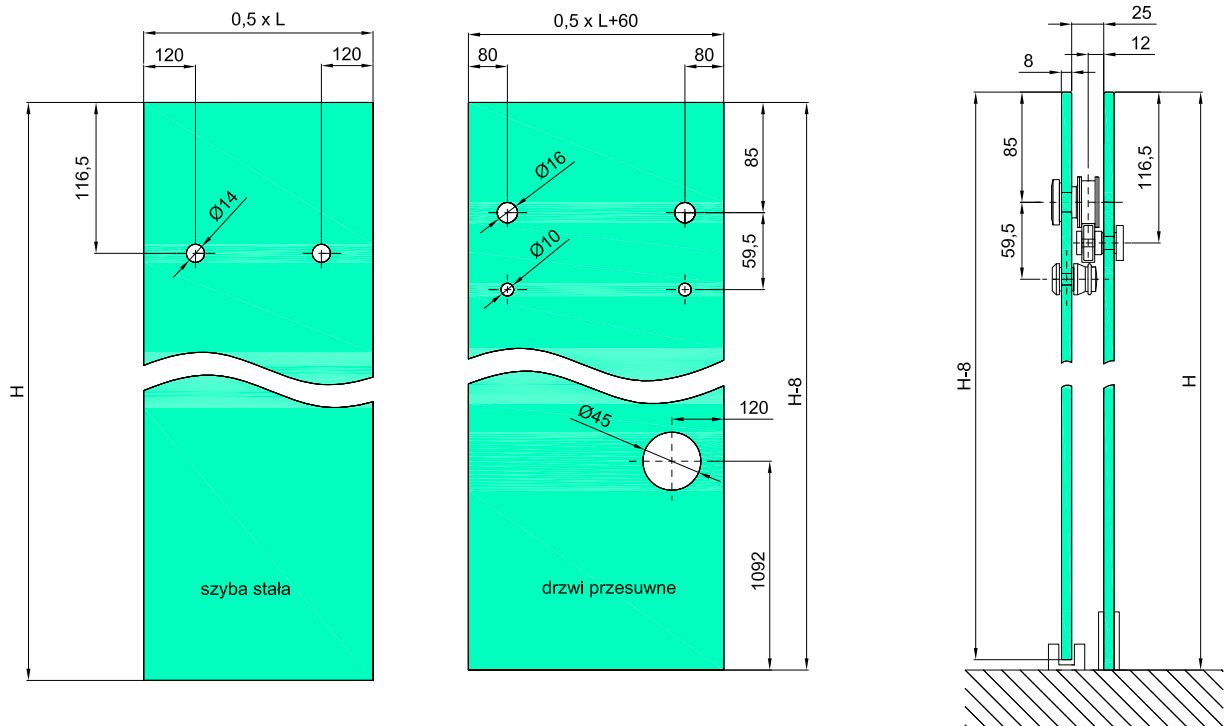 0,5 x L
120
120
116,5
Ø14
H
szyba stała
0,5 x L+60
80
80
Ø16
85
Ø10
59,5
H-8
Ø45
120
1092
drzwi przesuwne
25
12
8
85
116,5
59,5
H-8
H